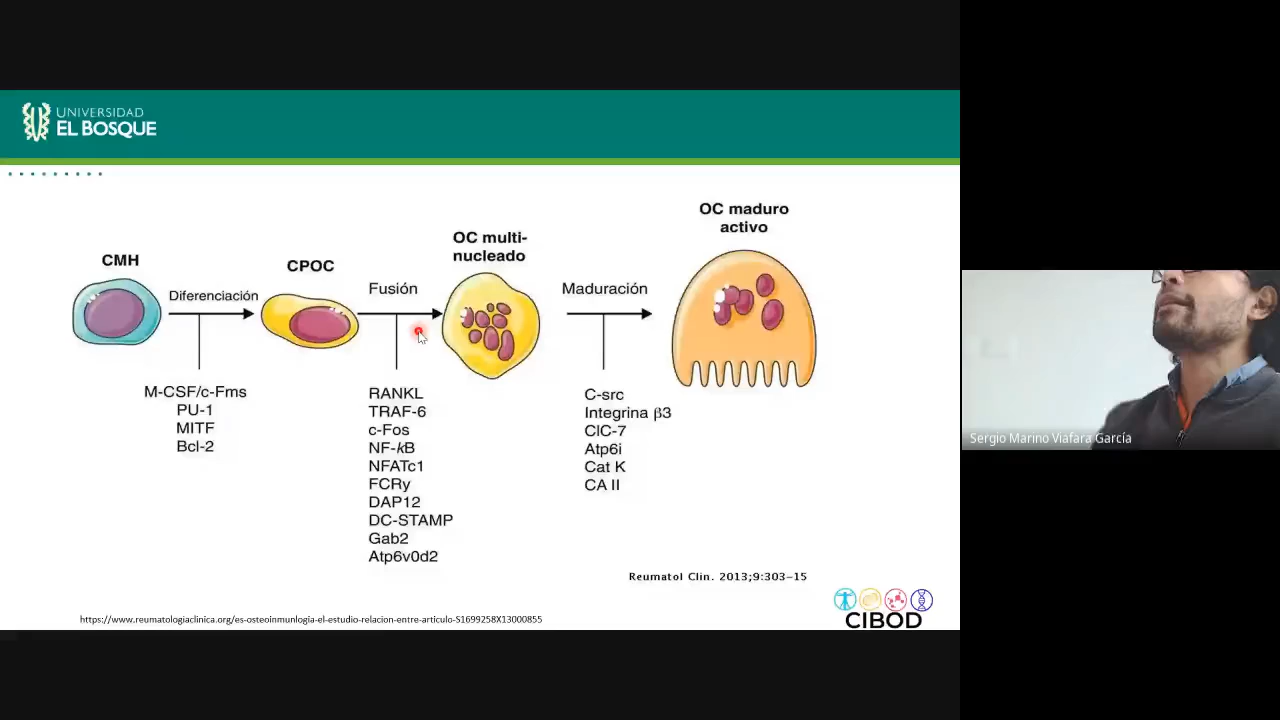 UNIVERSIDAD
EL BOSQUE
OC maduro
activo
OC multi-
nucleado
CMH
CPOC
Diferenciación
Fusión
Maduración
M-CSF/c-Fms
PU-1
MITF
Bcl-2
RANKL
TRAF-6
c-Fos
NF-kB
NFATc1
FCRy
DAP12
DC-STAMP
Gab2
Atp6v0d2
C-src
Integrina β3
CIC-7
Atp6i
Cat K
CA II
Sergio Marino Viafara García
Reumatol Clin. 2013;9:303–15
CIBOD
https://www.reumatologiaclinica.org/es-osteoinmunlogia-el-estudio-relacion-entre-articulo-S1699258X13000855